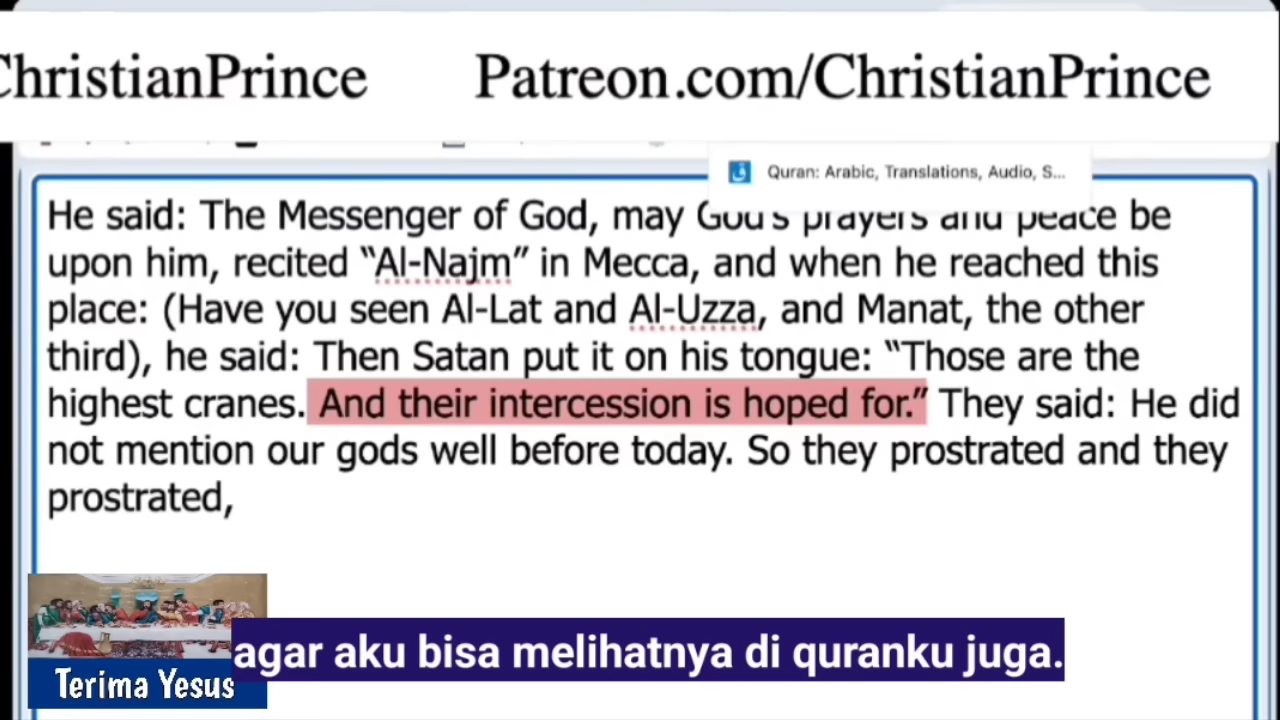 ChristianPrince Patreon.com/ChristianPrince
Quran: Arabic, Translations, Audio, S...
He said: The Messenger of God, may God's prayers and peace be
upon him, recited “Al-Najm” in Mecca, and when he reached this
place: (Have you seen Al-Lat and Al-Uzza, and Manat, the other
third), he said: Then Satan put it on his tongue: “Those are the
highest cranes. And their intercession is hoped for.” They said: He did
not mention our gods well before today. So they prostrated and they
prostrated,
agar aku bisa melihatnya di quranku juga.
Terima Yesus